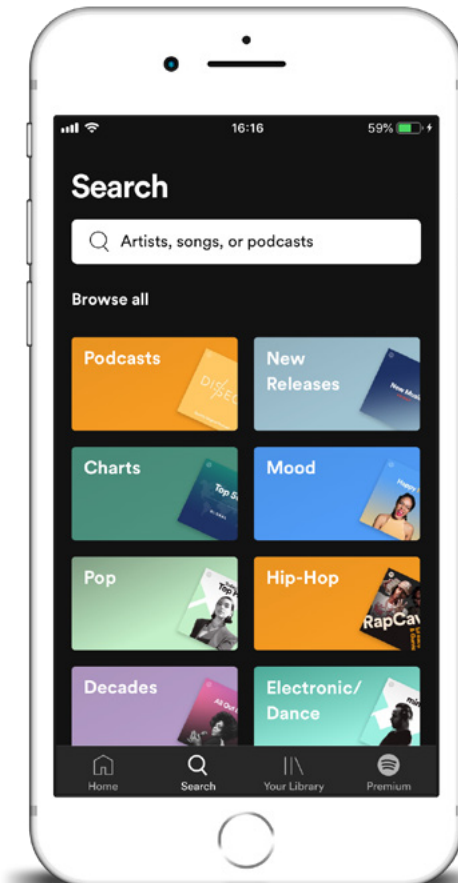 16:16
59%
Search
Artists, songs, or podcasts
Browse all
Podcasts
New
Releases
Charts
GLOBAL
Mood
Pop
Hip-Hop
RapCav
Decades
Electronic/
Dance
Home
Search
Your Library
Premium